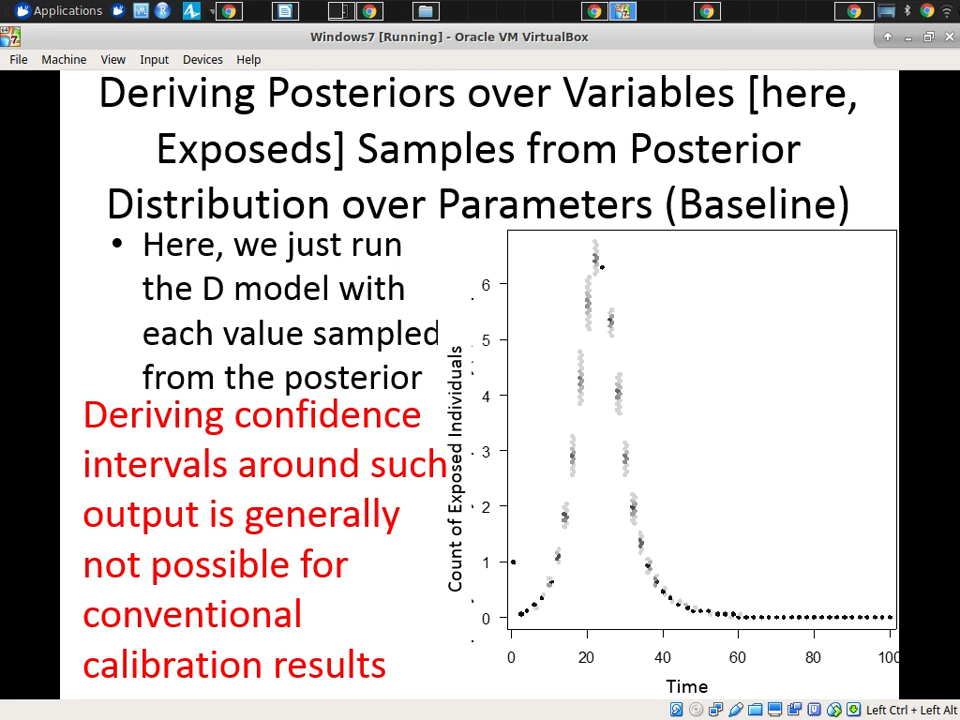 Applications
Windows7 [Running] - Oracle VM VirtualBox
File Machine View Input Devices Help
Deriving Posteriors over Variables [here,
Exposeds] Samples from Posterior
Distribution over Parameters (Baseline)
• Here, we just run
the D model with
each value sampled
from the posterior
Deriving confidence
intervals around such
output is generally
not possible for
conventional
calibration results
Count of Exposed Individuals
6
5
4
3
2
1
0
0 20 40 60 80 100
Time
Left Ctrl + Left Alt